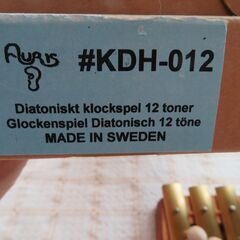 AURIS
#KDH-012
Diatoniskt klockspel 12 toner
Glockenspiel Diatonisch 12 töne
MADE IN SWEDEN